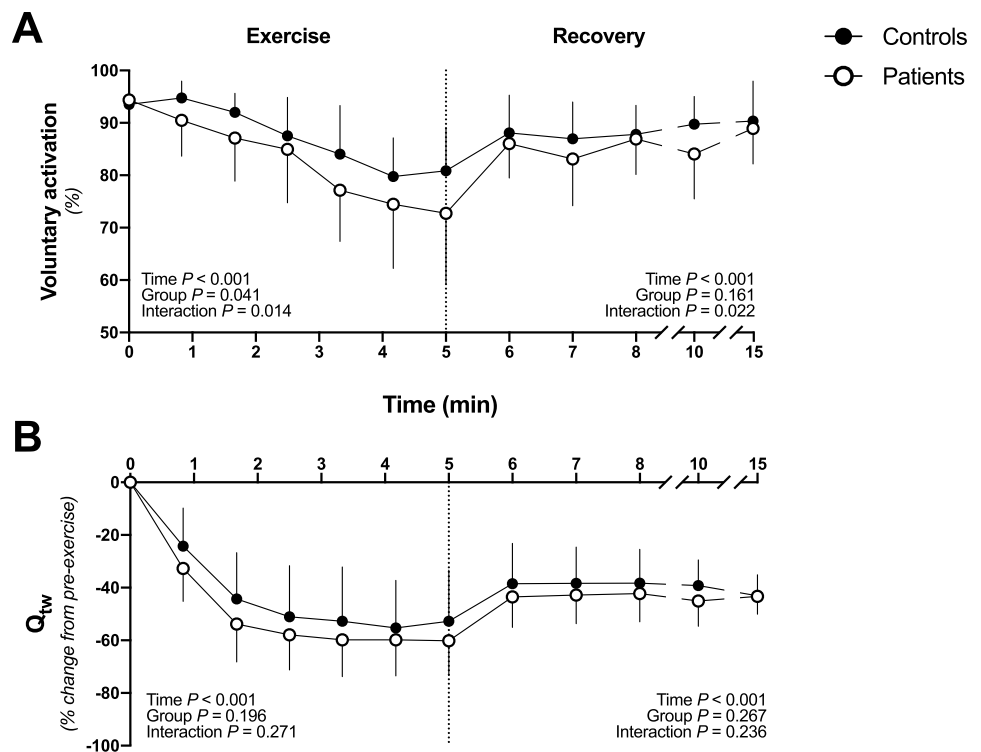 A
Exercise
Recovery
Controls
Patients
100
90
80
70
60
50
Voluntary activation
(%)
Time P < 0.001
Group P = 0.041
Interaction P = 0.014
Time P < 0.001
Group P = 0.161
Interaction P = 0.022
0 1 2 3 4 5 6 7 8 10 15
Time (min)
B
0 1 2 3 4 5 6 7 8 10 15
0
-20
-40
-60
-80
-100
Qtw
(% change from pre-exercise)
Time P < 0.001
Group P = 0.196
Interaction P = 0.271
Time P < 0.001
Group P = 0.267
Interaction P = 0.236